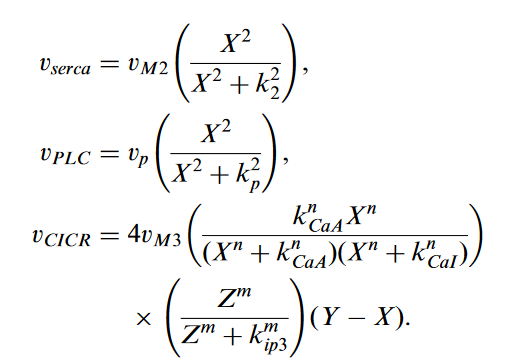 $v_{serca} = v_{M2} \left( \frac{X^2}{X^2 + k_2^2} \right),$
$v_{PLC} = v_p \left( \frac{X^2}{X^2 + k_p^2} \right),$
$v_{CICR} = 4v_{M3} \left( \frac{k_{CaA}^n X^n}{(X^n + k_{CaA}^n)(X^n + k_{CaI}^n)} \right)$
$\times \left( \frac{Z^m}{Z^m + k_{ip3}^m} \right) (Y - X).$